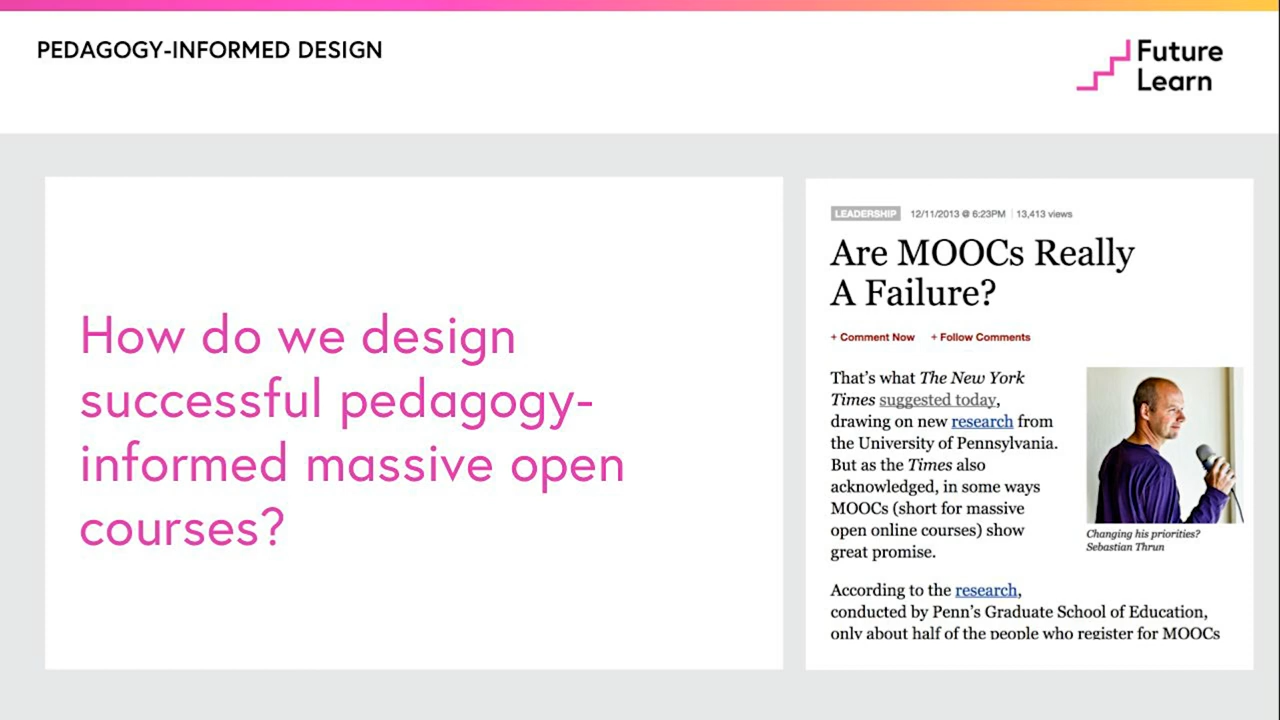 PEDAGOGY-INFORMED DESIGN
Future
Learn
How do we design
successful pedagogy-
informed massive open
courses?
LEADERSHIP 12/11/2013 @ 6:23PM | 13,413 views
Are MOOCs Really
A Failure?
+ Comment Now + Follow Comments
That's what The New York
Times suggested today,
drawing on new research from
the University of Pennsylvania.
But as the Times also
acknowledged, in some ways
MOOCs (short for massive
open online courses) show
great promise.
Changing his priorities?
Sebastian Thrun
According to the research,
conducted by Penn's Graduate School of Education,
only about half of the people who register for MOOCs